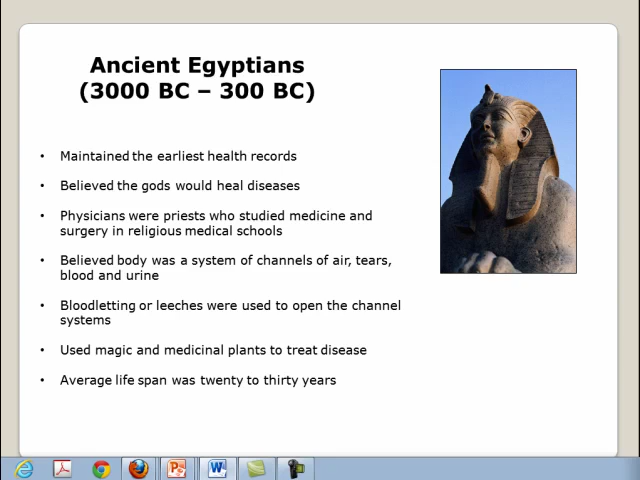 Ancient Egyptians
(3000 BC – 300 BC)
• Maintained the earliest health records
• Believed the gods would heal diseases
• Physicians were priests who studied medicine and
surgery in religious medical schools
• Believed body was a system of channels of air, tears,
blood and urine
• Bloodletting or leeches were used to open the channel
systems
• Used magic and medicinal plants to treat disease
• Average life span was twenty to thirty years